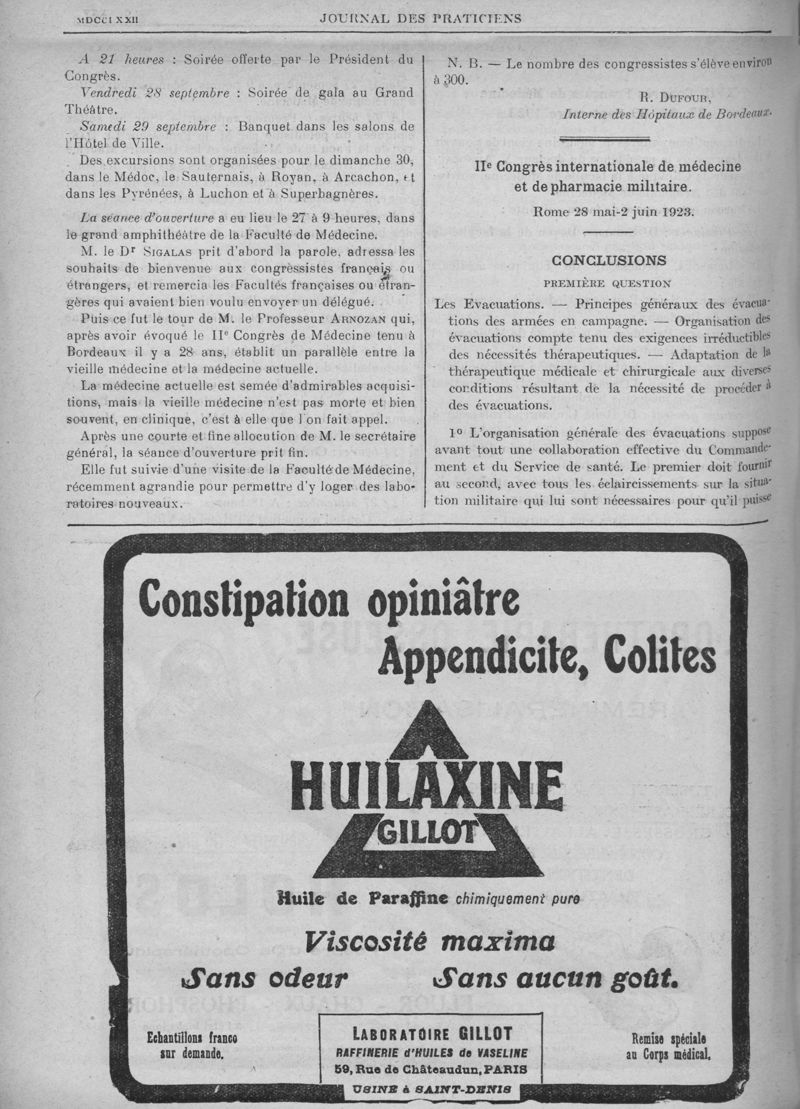 MDCCLXXII
JOURNAL DES PRATICIENS
A 21 heures : Soirée offerte par le Président du
Congrès.
Vendredi 28 septembre : Soirée de gala au Grand
Théâtre.
Samedi 29 septembre : Banquet dans les salons de
l'Hôtel de Ville.
Des excursions sont organisées pour le dimanche 30,
dans le Médoc, le Sauternais, à Royan, à Arcachon, et
dans les Pyrénées, à Luchon et à Superbagnères.
La séance d'ouverture a eu lieu le 27 à 9 heures, dans
le grand amphithéâtre de la Faculté de Médecine.
M. le Dr SIGALAS prit d'abord la parole, adressa les
souhaits de bienvenue aux congressistes français ou
étrangers, et remercia les Facultés françaises ou étran-
gères qui avaient bien voulu envoyer un délégué.
Puis ce fut le tour de M. le Professeur ARNOZAN qui,
après avoir évoqué le IIe Congrès de Médecine tenu à
Bordeaux il y a 28 ans, établit un parallèle entre la
vieille médecine et la médecine actuelle.
La médecine actuelle est semée d'admirables acquisi-
tions, mais la vieille médecine n'est pas morte et bien
souvent, en clinique, c'est à elle que l'on fait appel.
Après une courte et fine allocution de M. le secrétaire
général, la séance d'ouverture prit fin.
Elle fut suivie d'une visite de la Faculté de Médecine,
récemment agrandie pour permettre d'y loger des labo-
ratoires nouveaux.
N. B. — Le nombre des congressistes s'élève environ
à 300.
R. DUFOUR,
Interne des Hôpitaux de Bordeaux.
IIe Congrès internationale de médecine
et de pharmacie militaire.
Rome 28 mai-2 juin 1923.
CONCLUSIONS
PREMIÈRE QUESTION
Les Evacuations. — Principes généraux des évacua-
tions des armées en campagne. — Organisation des
évacuations compte tenu des exigences irréductibles
des nécessités thérapeutiques. — Adaptation de la
thérapeutique médicale et chirurgicale aux diverses
conditions résultant de la nécessité de procéder à
des évacuations.
1º L'organisation générale des évacuations suppose
avant tout une collaboration effective du Commande-
ment et du Service de santé. Le premier doit fournir
au second, avec tous les éclaircissements sur la situa-
tion militaire qui lui sont nécessaires pour qu'il puisse
Constipation opiniâtre
Appendicite, Colites
HUILAXINE
GILLOT
Huile de Paraffine chimiquement pure
Viscosité maxima
Sans odeur Sans aucun goût.
Echantillons franco
sur demande.
LABORATOIRE GILLOT
RAFFINERIE d'HUILES de VASELINE
59, Rue de Châteaudun, PARIS
USINE à SAINT-DENIS
Remise spéciale
au Corps médical.